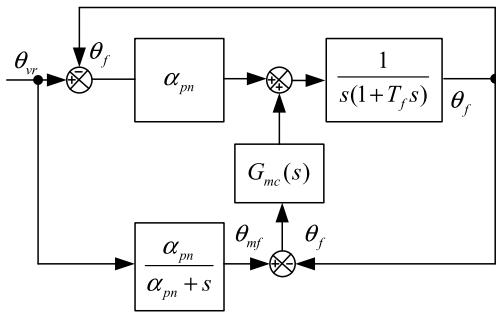 θ_f
θ_vr
α_pn
1
s(1+T_f s)
θ_f
G_mc(s)
α_pn
α_pn + s
θ_mf
θ_f